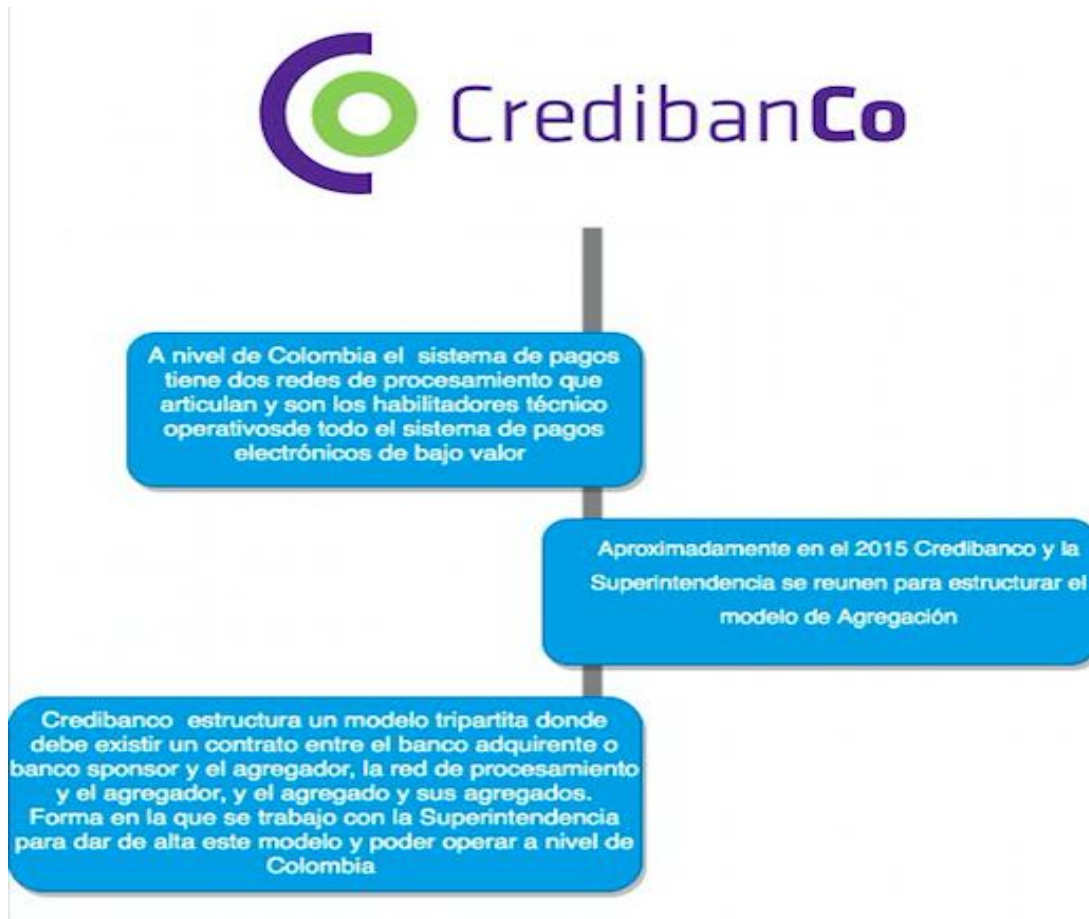 CredibanCo
A nivel de Colombia el sistema de pagos
tiene dos redes de procesamiento que
articulan y son los habilitadores técnico
operativosde todo el sistema de pagos
electrónicos de bajo valor
Aproximadamente en el 2015 Credibanco y la
Superintendencia se reunen para estructurar el
modelo de Agregación
Credibanco estructura un modelo tripartita donde
debe existir un contrato entre el banco adquirente o
banco sponsor y el agregador, la red de procesamiento
y el agregador, y el agregado y sus agregados.
Forma en la que se trabajo con la Superintendencia
para dar de alta este modelo y poder operar a nivel de
Colombia